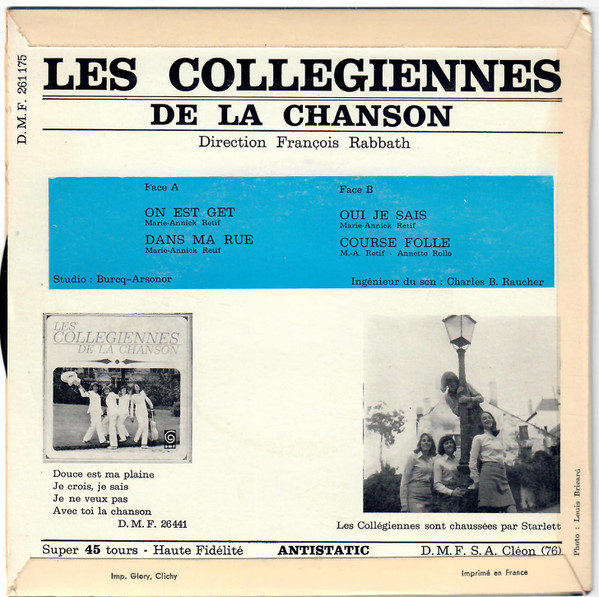 D. M. F. 261175
LES COLLEGIENNES
DE LA CHANSON
Direction François Rabbath
Face A
ON EST GET
Marie-Annick Retif
DANS MA RUE
Marie-Annick Retif
Face B
OUI JE SAIS
Marie-Annick Retif
COURSE FOLLE
M.-A. Retif - Annette Rollo
Studio : Burcq-Arsonor
Ingénieur du son : Charles B. Raucher
LES
COLLEGIENNES
DE LA CHANSON
Douce est ma plaine
Je crois, je sais
Je ne veux pas
Avec toi la chanson
D. M. F. 26441
Les Collégiennes sont chaussées par Starlett
Photo : Louis Bricard
Super 45 tours - Haute Fidélité ANTISTATIC D. M. F. S. A. Cléon (76)
Imp. Glory, Clichy
Imprimé en France